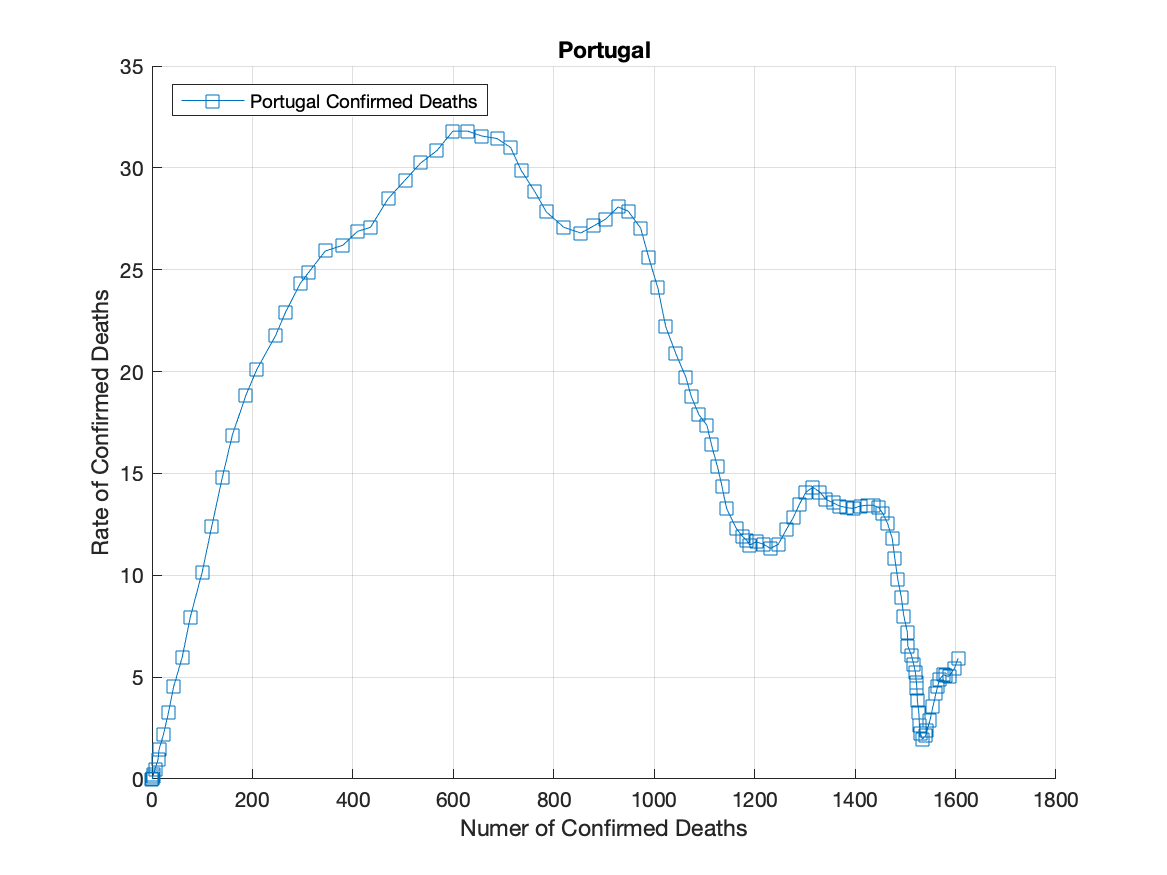 Portugal
Portugal Confirmed Deaths
35
30
25
20
15
10
5
0
Rate of Confirmed Deaths
0 200 400 600 800 1000 1200 1400 1600 1800
Numer of Confirmed Deaths